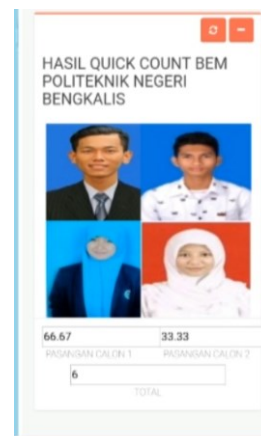 HASIL QUICK COUNT BEM
POLITEKNIK NEGERI
BENGKALIS
66.67 33.33
PASANGAN CALON 1 PASANGAN CALON 2
6
TOTAL